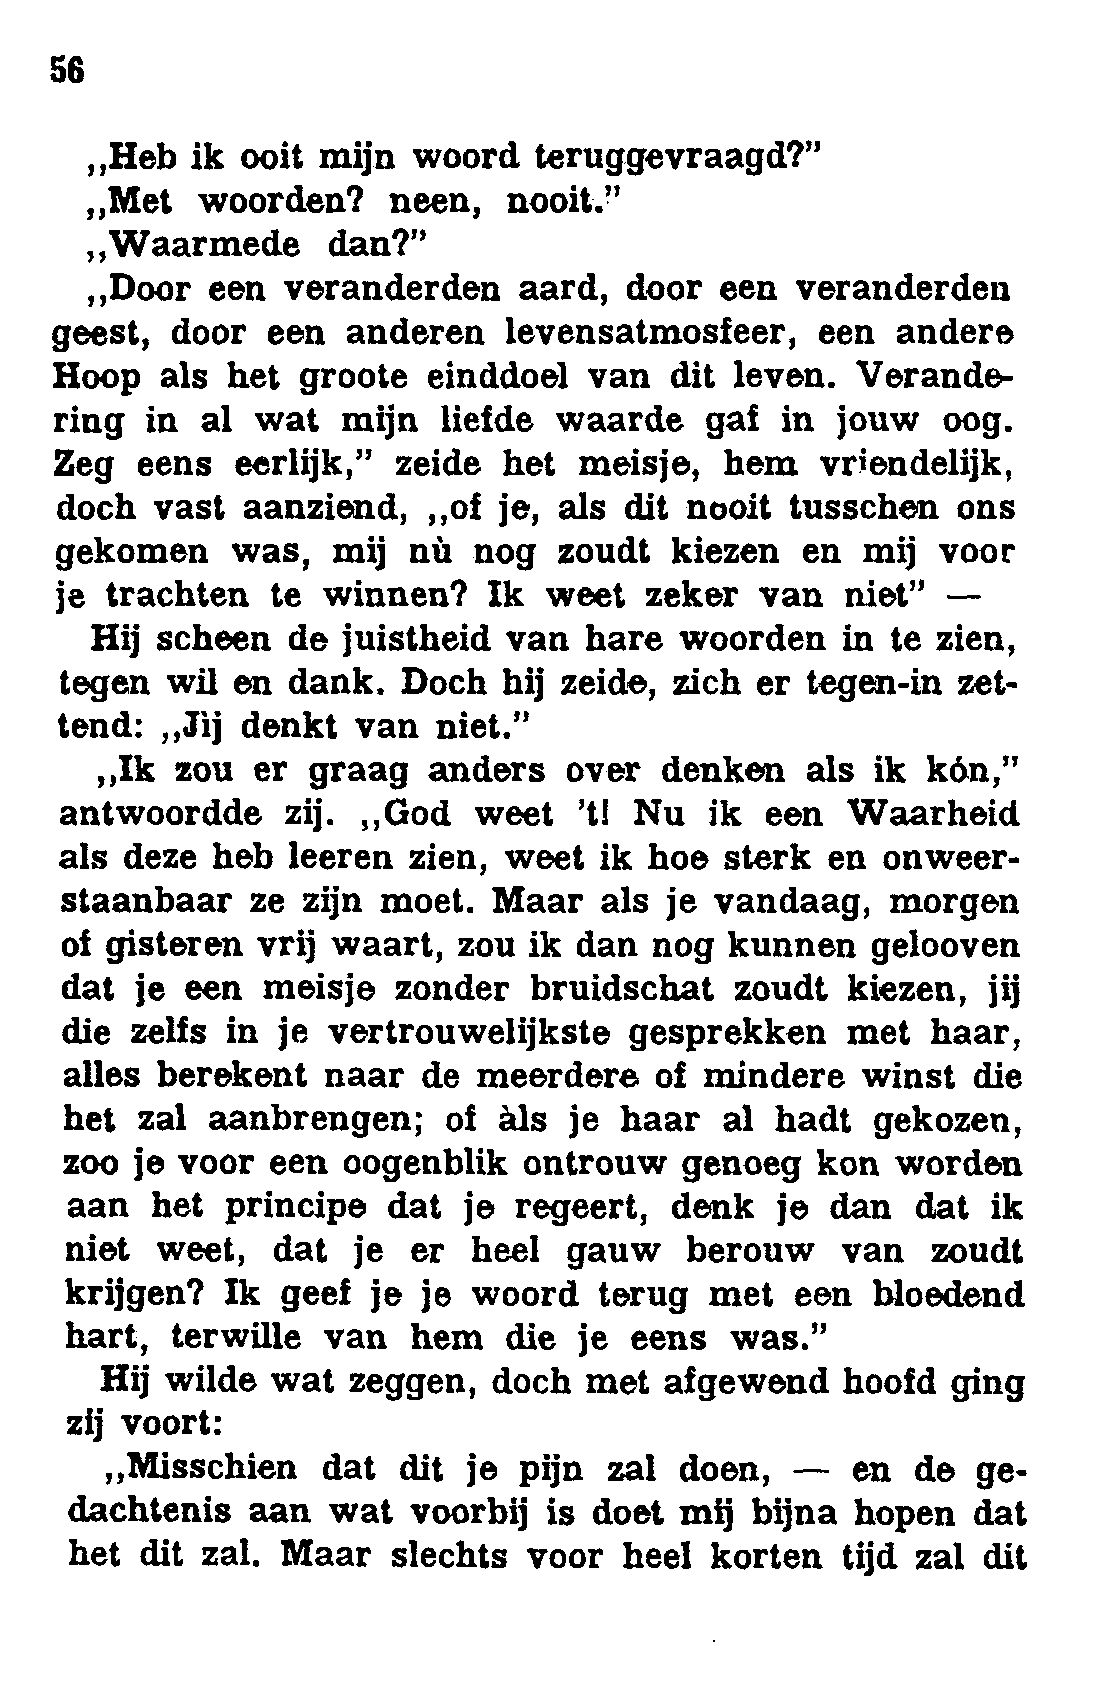 56
,,Heb ik ooit mijn woord teruggevraagd?”
,,Met woorden? neen, nooit.”
,,Waarmede dan?”
,,Door een veranderden aard, door een veranderden
geest, door een anderen levensatmosfeer, een andere
Hoop als het groote einddoel van dit leven. Verande-
ring in al wat mijn liefde waarde gaf in jouw oog.
Zeg eens eerlijk,” zeide het meisje, hem vriendelijk,
doch vast aanziend, ,,of je, als dit nooit tusschen ons
gekomen was, mij nù nog zoudt kiezen en mij voor
je trachten te winnen? Ik weet zeker van niet” —
Hij scheen de juistheid van hare woorden in te zien,
tegen wil en dank. Doch hij zeide, zich er tegen-in zet-
tend: ,,Jìj denkt van niet.”
,,Ik zou er graag anders over denken als ik kón,”
antwoordde zij. ,,God weet 't! Nu ik een Waarheid
als deze heb leeren zien, weet ik hoe sterk en onweer-
staanbaar ze zijn moet. Maar als je vandaag, morgen
of gisteren vrij waart, zou ik dan nog kunnen gelooven
dat je een meisje zonder bruidschat zoudt kiezen, jij
die zelfs in je vertrouwelijkste gesprekken met haar,
alles berekent naar de meerdere of mindere winst die
het zal aanbrengen; of àls je haar al hadt gekozen,
zoo je voor een oogenblik ontrouw genoeg kon worden
aan het principe dat je regeert, denk je dan dat ik
niet weet, dat je er heel gauw berouw van zoudt
krijgen? Ik geef je je woord terug met een bloedend
hart, terwille van hem die je eens was.”
Hij wilde wat zeggen, doch met afgewend hoofd ging
zij voort:
,,Misschien dat dit je pijn zal doen, — en de ge-
dachtenis aan wat voorbij is doet mij bijna hopen dat
het dit zal. Maar slechts voor heel korten tijd zal dit